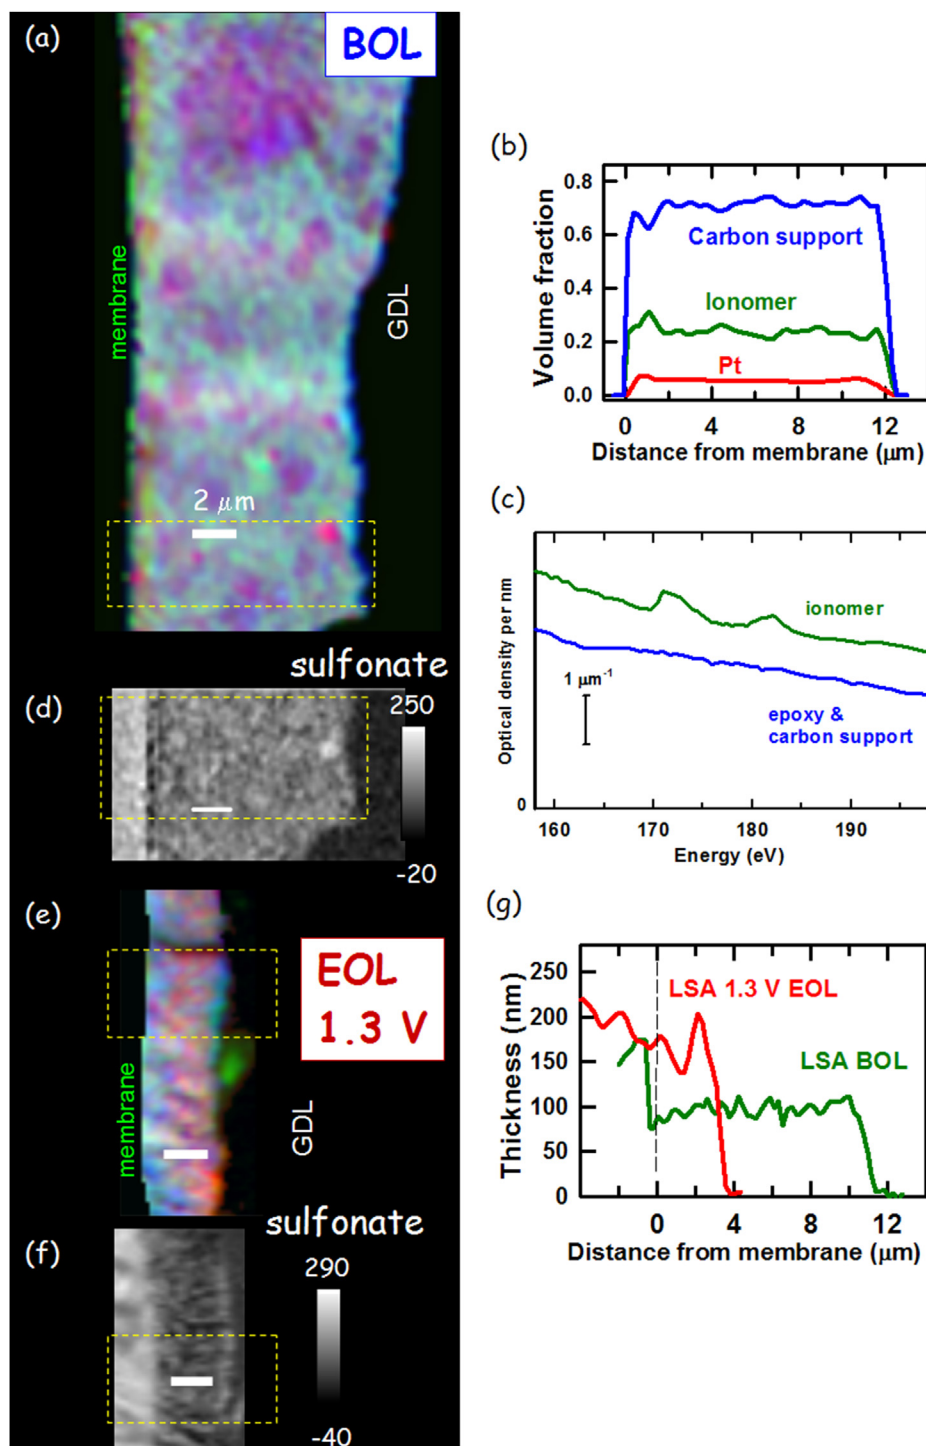 (a)
BOL
membrane
GDL
2 μm
(b)
Volume fraction
0.8
0.6
0.4
0.2
0.0
Carbon support
Ionomer
Pt
0 4 8 12
Distance from membrane (μm)
(c)
Optical density per nm
ionomer
1 μm⁻¹
epoxy &
carbon support
0
160 170 180 190
Energy (eV)
sulfonate
(d)
250
-20
(e)
EOL
1.3 V
membrane
GDL
sulfonate
(f)
290
-40
(g)
Thickness (nm)
250
200
150
100
50
0
LSA 1.3 V EOL
LSA BOL
0 4 8 12
Distance from membrane (μm)